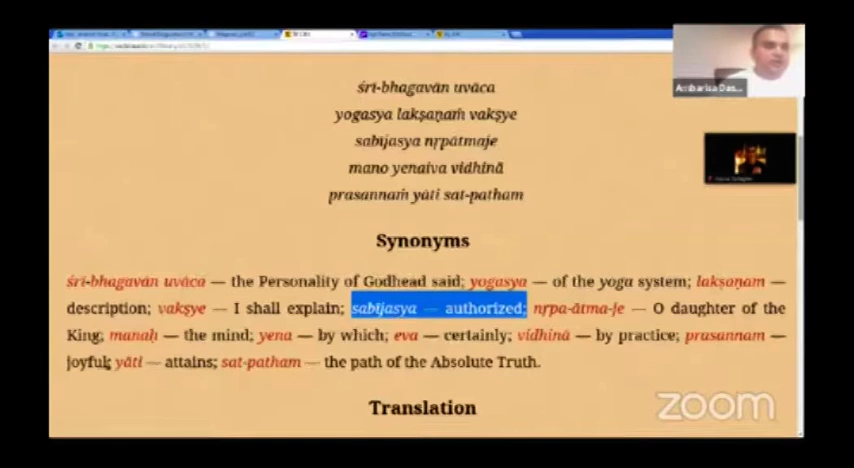 śrī-bhagavān uvāca
yogasya lakṣaṇaṁ vakṣye
sabījasya nṛpātmaje
mano yenaiva vidhinā
prasannaṁ yāti sat-patham
Synonyms
śrī-bhagavān uvāca — the Personality of Godhead said; yogasya — of the yoga system; lakṣaṇam —
description; vakṣye — I shall explain; sabījasya — authorized; nṛpa-ātma-je — O daughter of the
King; manaḥ — the mind; yena — by which; eva — certainly; vidhinā — by practice; prasannam —
joyful; yāti — attains; sat-patham — the path of the Absolute Truth.
Translation
Ambarisa Das...
zoom